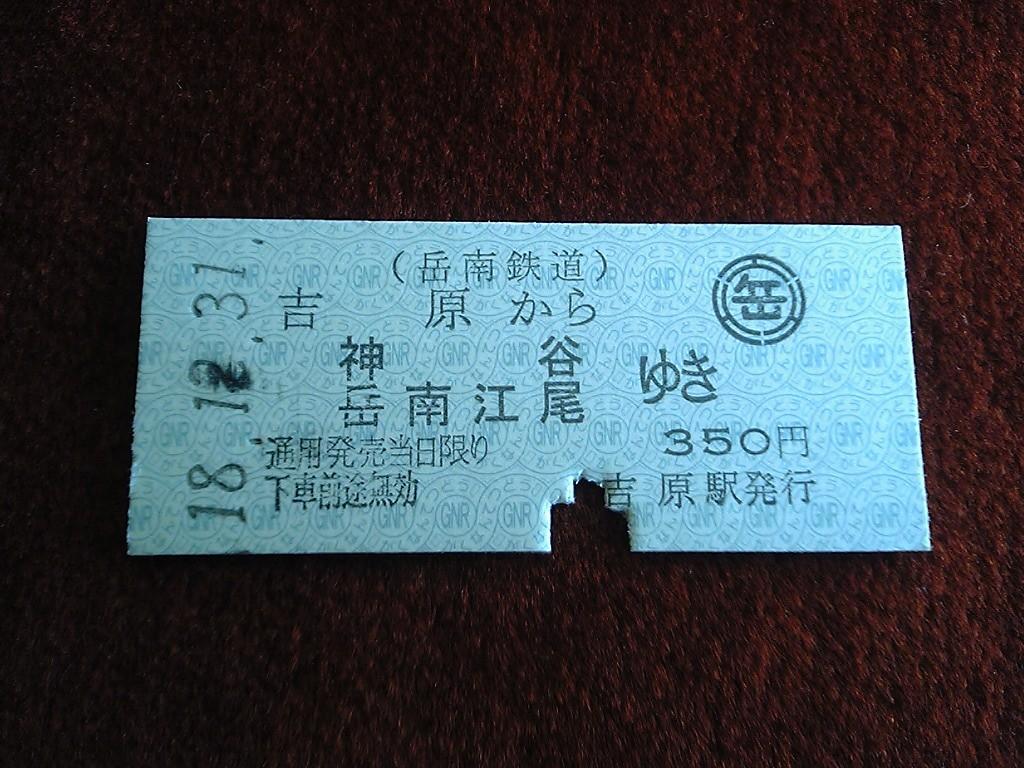 18.12.31.
(岳南鉄道)
岳
吉原から
神谷
岳南江尾
ゆき
通用発売当日限り
350円
下車前途無効
吉原駅発行
GNR